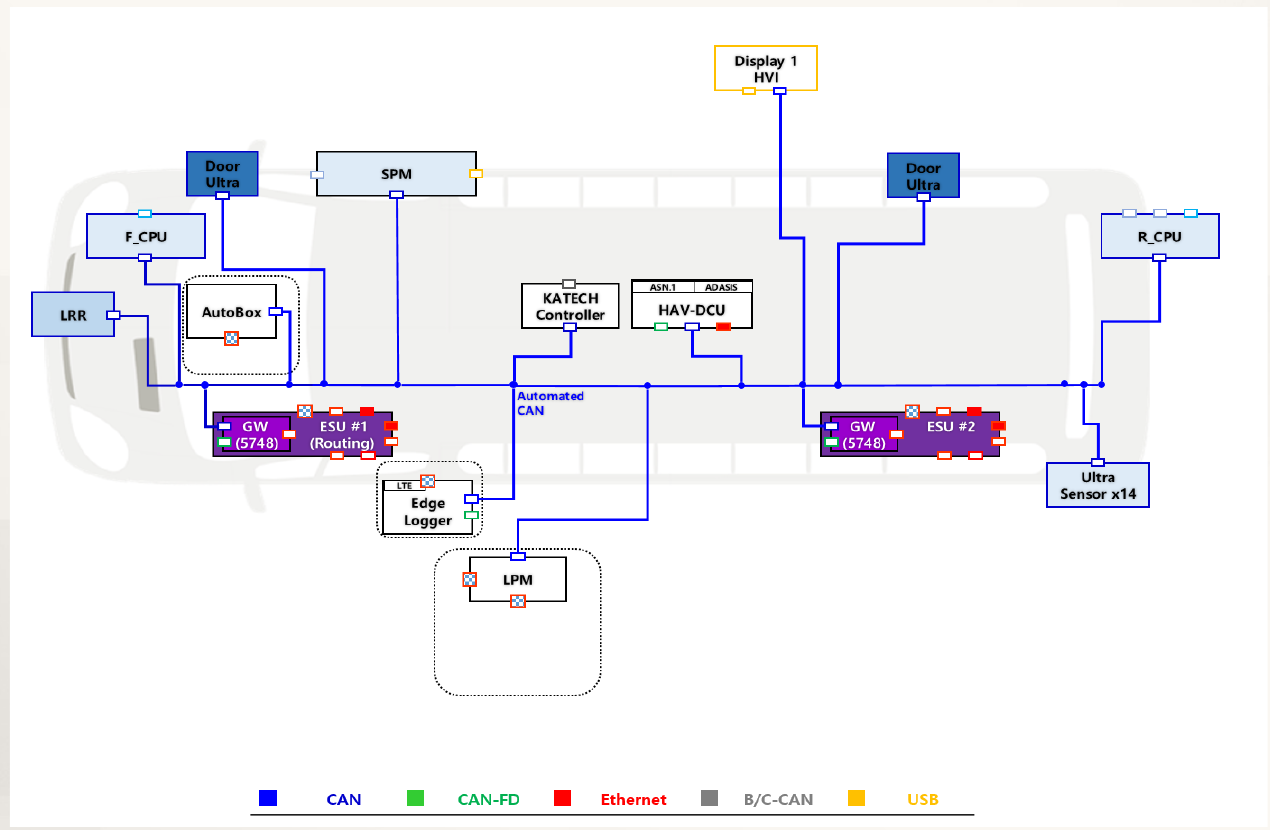 Display 1
HVI
Door
Ultra
SPM
Door
Ultra
F_CPU
R_CPU
LRR
AutoBox
KATECH
Controller
ASN.1
ADASIS
HAV-DCU
Automated
CAN
GW
(5748)
ESU #1
(Routing)
GW
(5748)
ESU #2
LTE
Edge
Logger
Ultra
Sensor x14
LPM
CAN
CAN-FD
Ethernet
B/C-CAN
USB